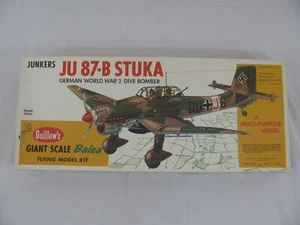 JUNKERS JU 87-B STUKA
GERMAN WORLD WAR 2 DIVE BOMBER
Guillow's
GIANT SCALE Balsa
FLYING MODEL KIT
A
MULTI-PURPOSE
MODEL